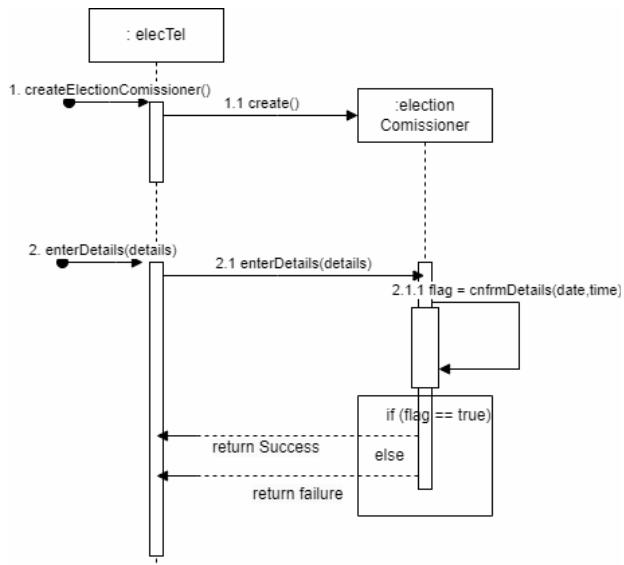 : elecTel
1. createElectionComissioner()
1.1 create()
:election
Comissioner
2. enterDetails(details)
2.1 enterDetails(details)
2.1.1 flag = cnfrmDetails(date,time)
if (flag == true)
return Success
else
return failure